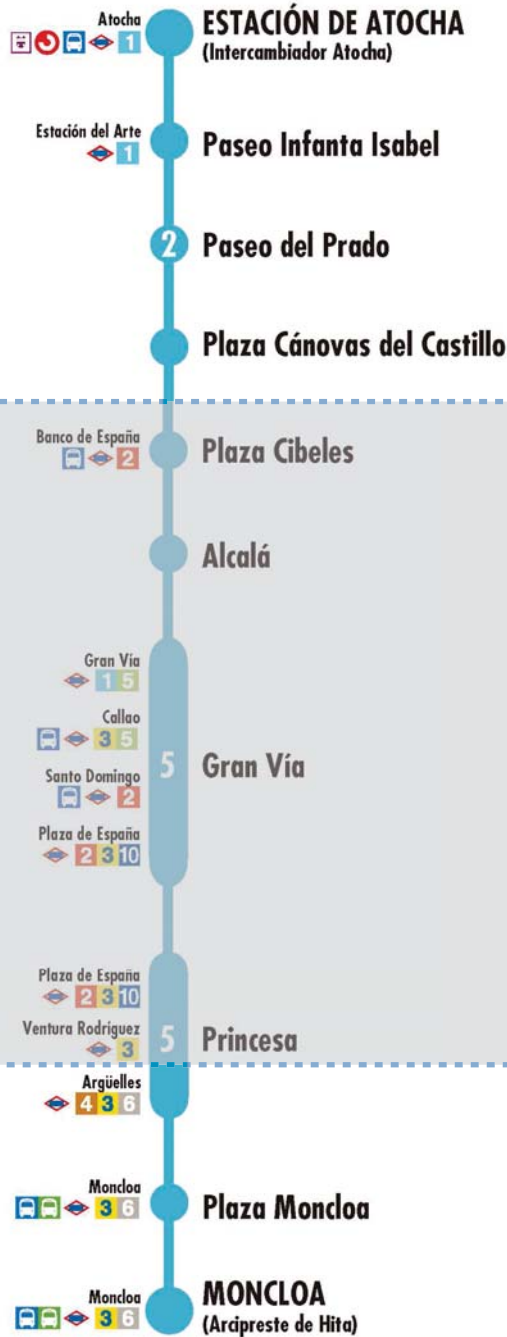 Atocha
1
ESTACIÓN DE ATOCHA
(Intercambiador Atocha)
Estación del Arte
1
Paseo Infanta Isabel
2
Paseo del Prado
Plaza Cánovas del Castillo
Banco de España
2
Plaza Cibeles
Alcalá
Gran Vía
1 5
Callao
3 5
Santo Domingo
2
Plaza de España
2 3 10
5
Gran Vía
Plaza de España
2 3 10
Ventura Rodríguez
3
5
Princesa
Argüelles
4 3 6
Moncloa
3 6
Plaza Moncloa
Moncloa
3 6
MONCLOA
(Arcipreste de Hita)